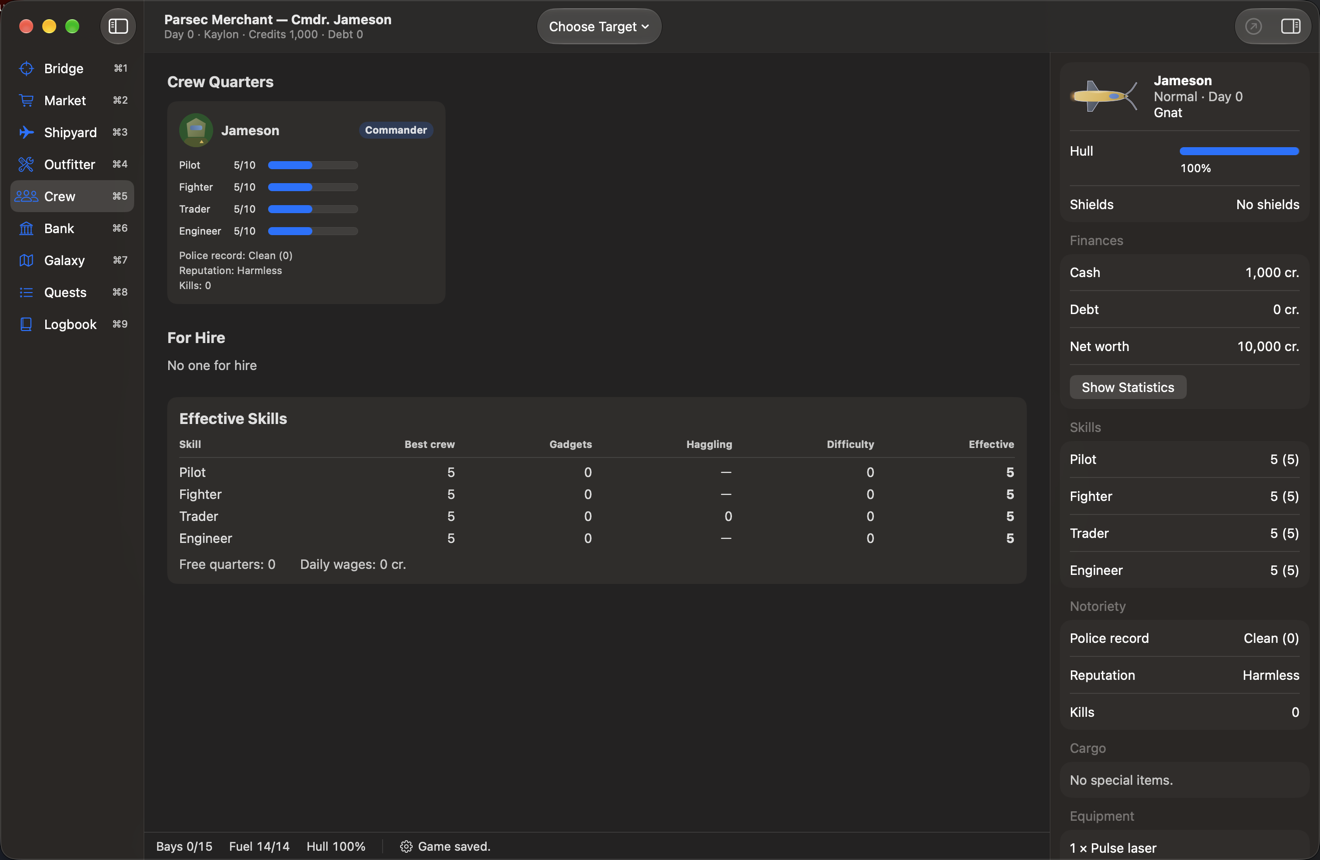 Parsec Merchant — Cmdr. Jameson
Day 0 · Kaylon · Credits 1,000 · Debt 0
Choose Target
Bridge ⌘1
Market ⌘2
Shipyard ⌘3
Outfitter ⌘4
Crew ⌘5
Bank ⌘6
Galaxy ⌘7
Quests ⌘8
Logbook ⌘9
Crew Quarters
Jameson Commander
Pilot 5/10
Fighter 5/10
Trader 5/10
Engineer 5/10
Police record: Clean (0)
Reputation: Harmless
Kills: 0
For Hire
No one for hire
Effective Skills
Skill Best crew Gadgets Haggling Difficulty Effective
Pilot 5 0 — 0 5
Fighter 5 0 — 0 5
Trader 5 0 0 0 5
Engineer 5 0 — 0 5
Free quarters: 0 Daily wages: 0 cr.
Bays 0/15 Fuel 14/14 Hull 100% Game saved.
Jameson
Normal · Day 0
Gnat
Hull
100%
Shields No shields
Finances
Cash 1,000 cr.
Debt 0 cr.
Net worth 10,000 cr.
Show Statistics
Skills
Pilot 5 (5)
Fighter 5 (5)
Trader 5 (5)
Engineer 5 (5)
Notoriety
Police record Clean (0)
Reputation Harmless
Kills 0
Cargo
No special items.
Equipment
1 × Pulse laser